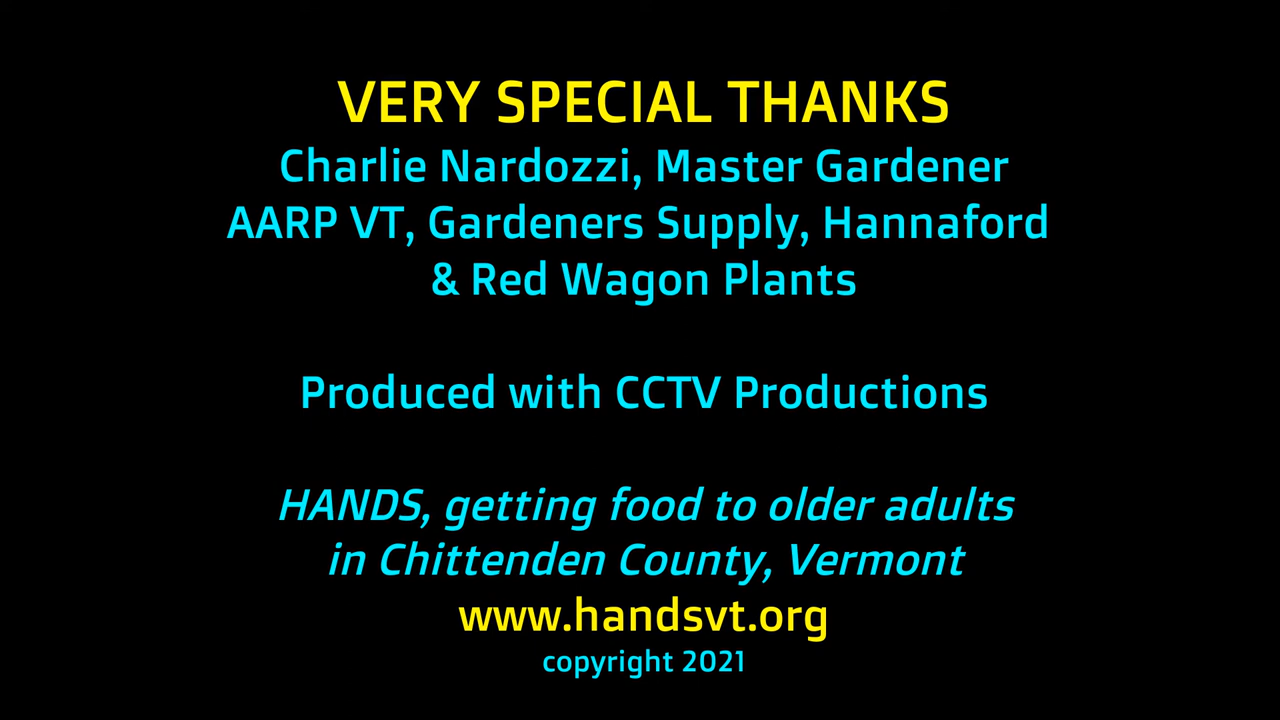 VERY SPECIAL THANKS
Charlie Nardozzi, Master Gardener
AARP VT, Gardeners Supply, Hannaford
& Red Wagon Plants
Produced with CCTV Productions
HANDS, getting food to older adults
in Chittenden County, Vermont
www.handsvt.org
copyright 2021